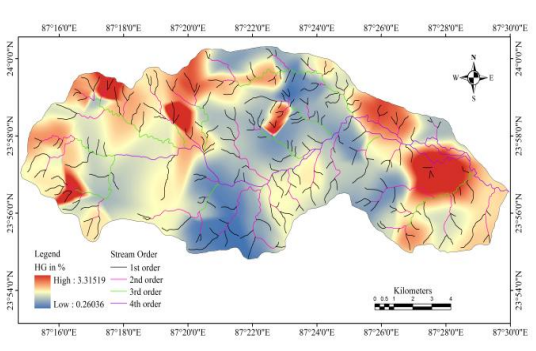 87°16'0"E 87°18'0"E 87°20'0"E 87°22'0"E 87°24'0"E 87°26'0"E 87°28'0"E 87°30'0"E
24°0'0"N
24°0'0"N
N
W E
S
23°58'0"N
23°58'0"N
23°56'0"N
23°56'0"N
Legend
HG in %
High : 3.31519
Low : 0.26036
Stream Order
1st order
2nd order
3rd order
4th order
Kilometers
0 0.5 1 2 3 4
23°54'0"N
23°54'0"N
87°16'0"E 87°18'0"E 87°20'0"E 87°22'0"E 87°24'0"E 87°26'0"E 87°28'0"E 87°30'0"E